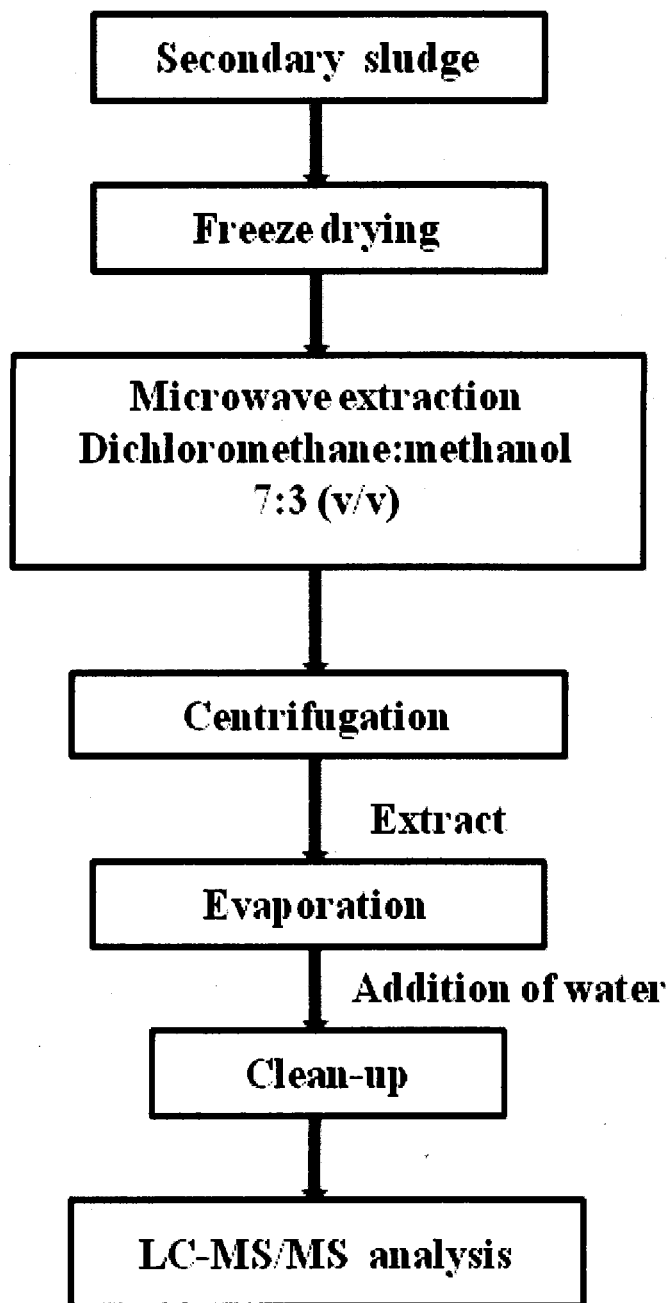 Secondary sludge
Freeze drying
Microwave extraction
Dichloromethane:methanol
7:3 (v/v)
Centrifugation
Extract
Evaporation
Addition of water
Clean-up
LC-MS/MS analysis